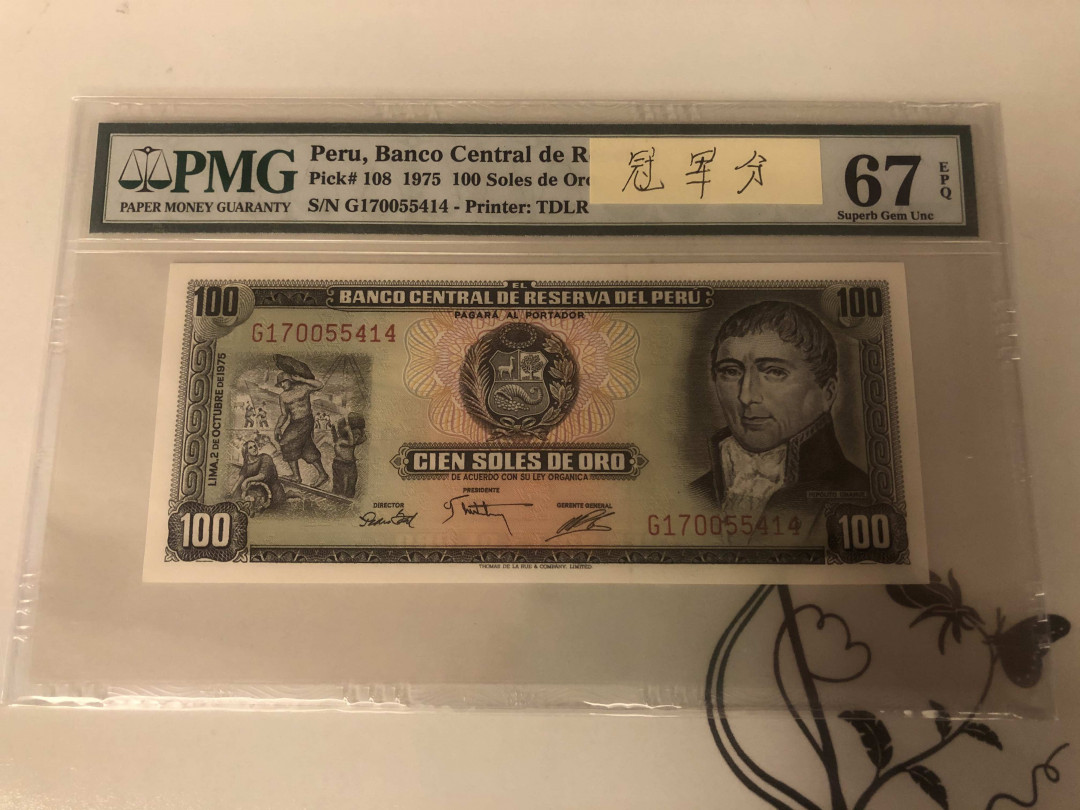 PMG
PAPER MONEY GUARANTY
Peru, Banco Central de
Pick# 108 1975 100 Soles de
S/N G170055414 - Printer: TDLR
冠军分
67
EPQ
Superb Gem Unc
100
EL
BANCO CENTRAL DE RESERVA DEL PERU
100
PAGARÁ AL PORTADOR
G170055414
LIMA, 2 DE OCTUBRE DE 1975
CIEN SOLES DE ORO
DE ACUERDO CON SU LEY ORGANICA
PRESIDENTE
DIRECTOR
GERENTE GENERAL
HIPOLITO UNANUE
G170055414
100
100
THOMAS DE LA RUE & COMPANY, LIMITED